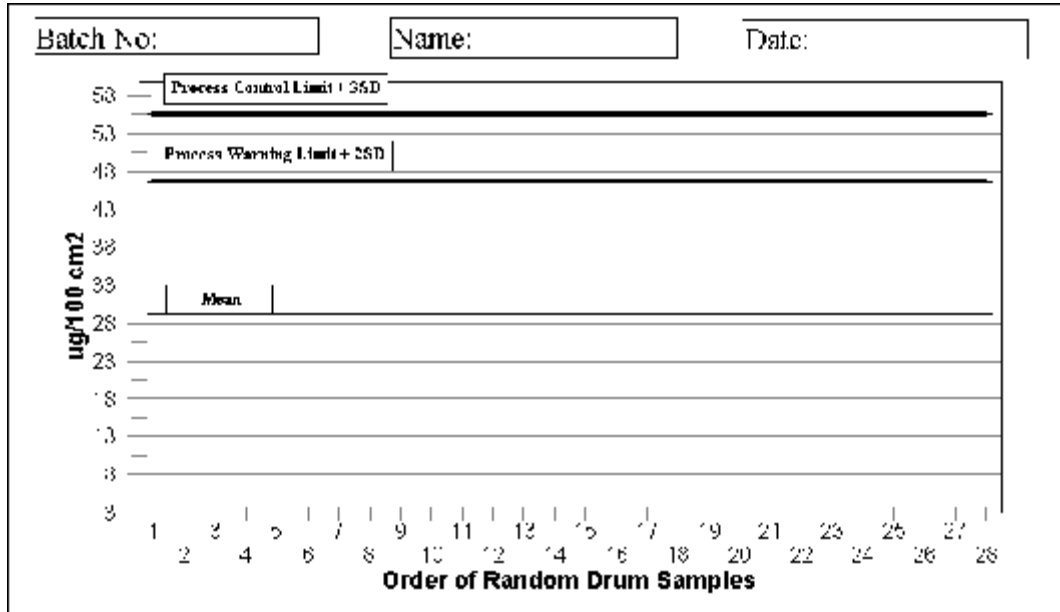 Batch No:
Name:
Date:
Process Control Limit + 3SD
58
53
Process Warning Limit + 2SD
48
43
38
33
Mean
28
23
18
13
8
3
ug/100 cm2
1 3 5 7 9 11 13 15 17 19 21 23 25 27
2 4 6 8 10 12 14 16 18 20 22 24 26 28
Order of Random Drum Samples